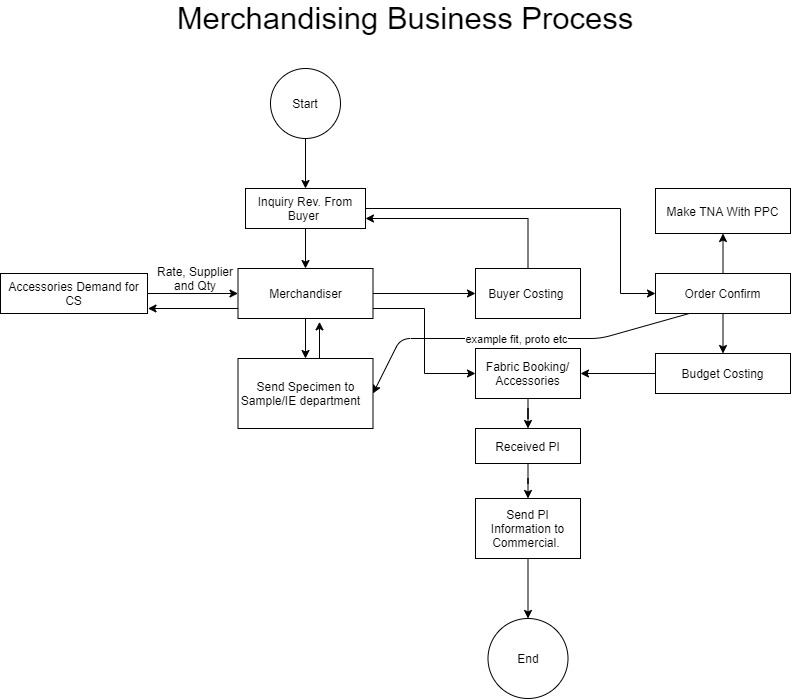 Merchandising Business Process
Start
Inquiry Rev. From
Buyer
Make TNA With PPC
Rate, Supplier
and Qty
Accessories Demand for
CS
Merchandiser
Buyer Costing
Order Confirm
example fit, proto etc
Send Specimen to
Sample/IE department
Fabric Booking/
Accessories
Budget Costing
Received PI
Send PI
Information to
Commercial.
End